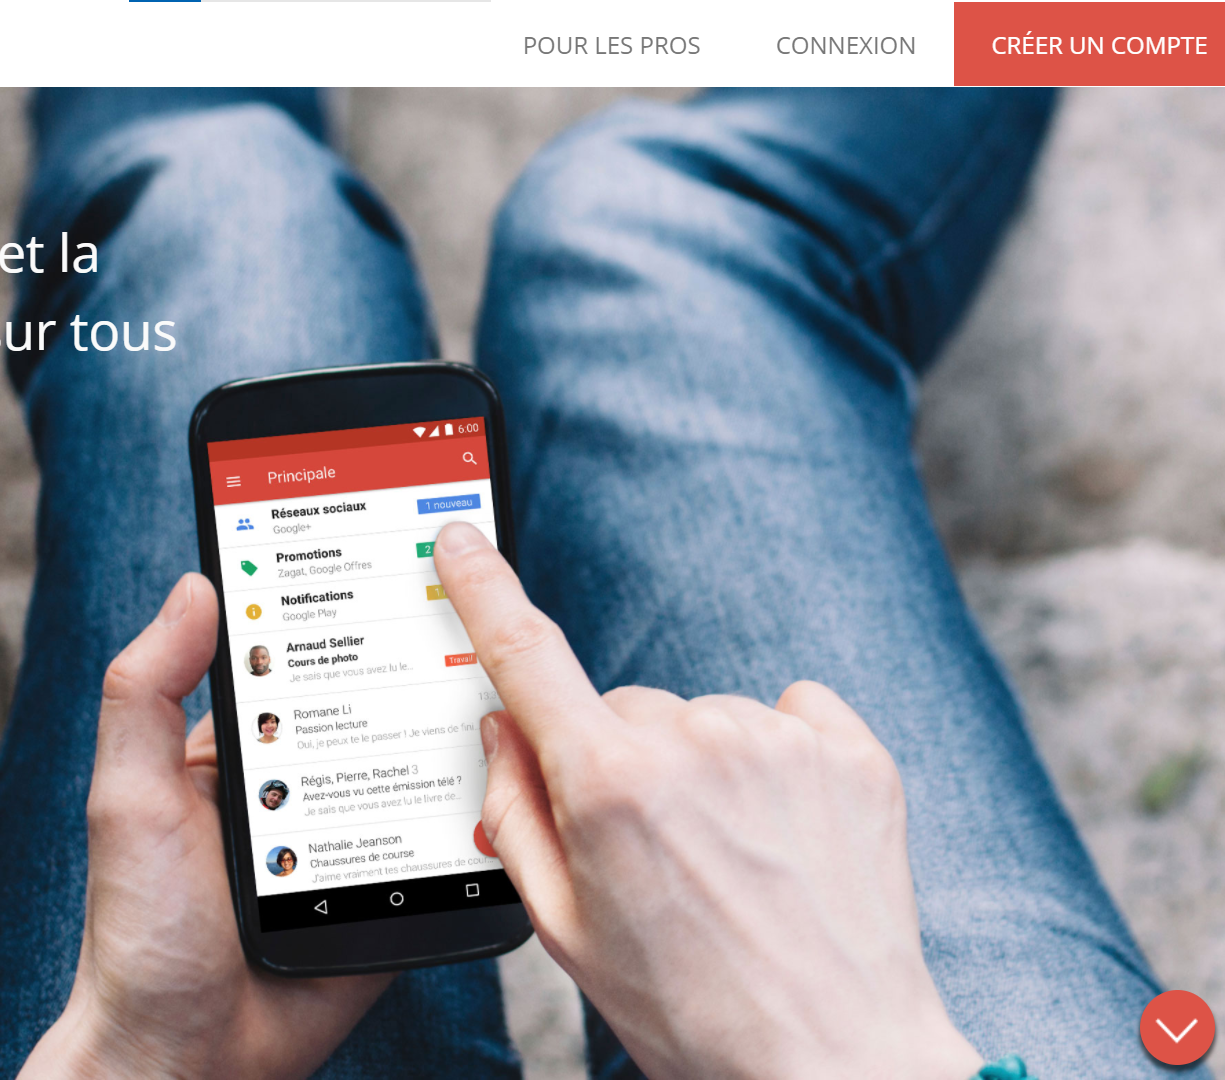 POUR LES PROS
CONNEXION
CRÉER UN COMPTE
et la
sur tous
6:00
Principale
Réseaux sociaux
1 nouveau
Google+
Promotions
2
Zagat, Google Offres
Notifications
1
Google Play
Arnaud Sellier
Cours de photo
Travail
Je sais que vous avez lu le...
Romane Li
Passion lecture
Oui, je peux te le passer ! Je viens de fini...
Régis, Pierre, Rachel 3
Avez-vous vu cette émission télé ?
Je sais que vous avez lu le livre de...
Nathalie Jeanson
Chaussures de course
J'aime vraiment tes chaussures de cour...